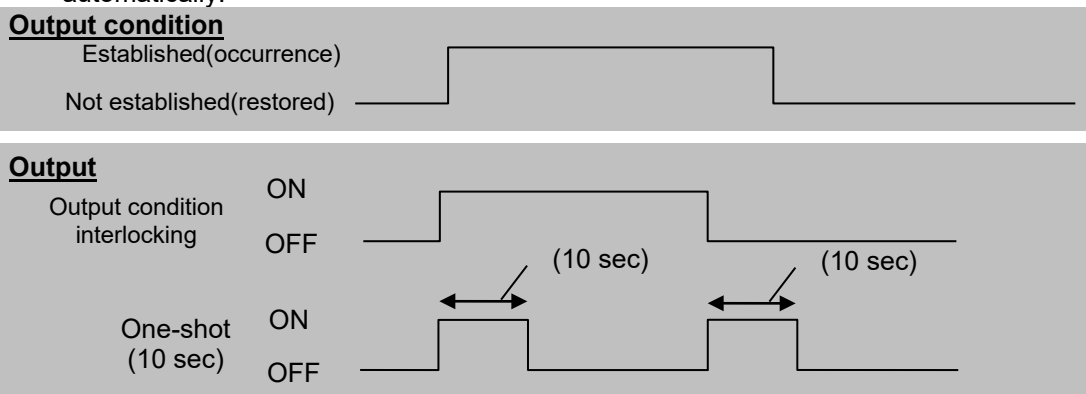 automatically.
Output condition
Established(occurrence)
Not established(restored)
Output
Output condition
interlocking
ON
OFF
(10 sec)
(10 sec)
One-shot
(10 sec)
ON
OFF